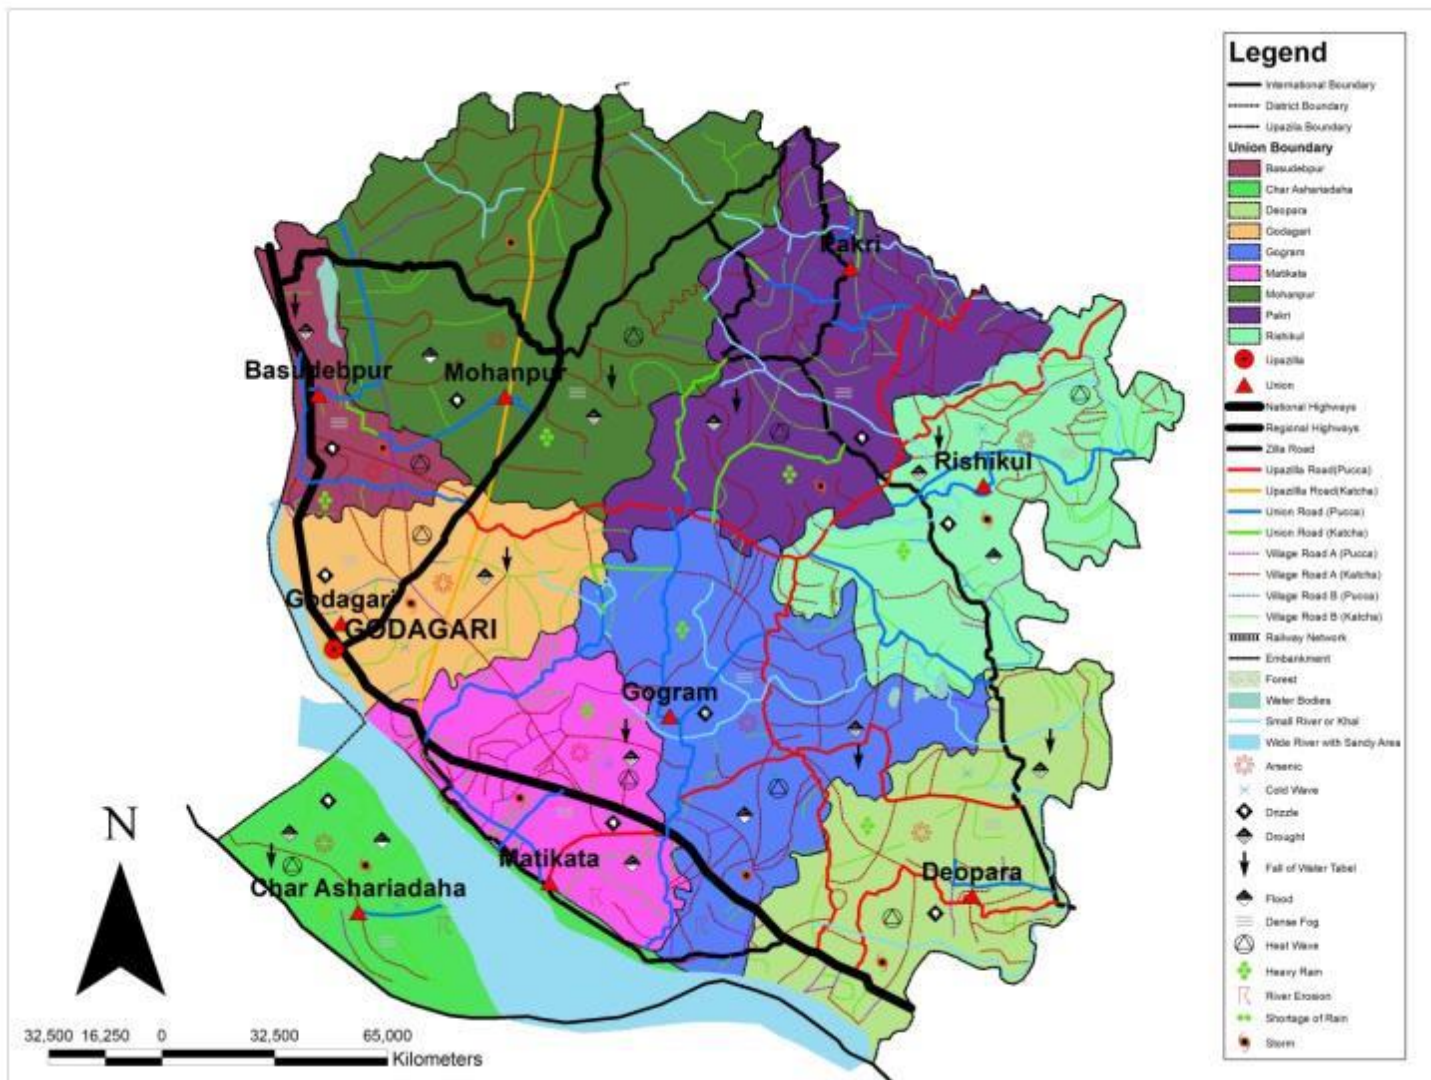 Legend
International Boundary
District Boundary
Upazila Boundary
Union Boundary
Basudebpur
Char Ashariadaha
Deopara
Godagari
Gogram
Matikata
Mohanpur
Pakri
Rishikul
Upazilla
Union
National Highways
Regional Highways
Zilla Road
Upazilla Road(Pucca)
Upazillla Road(Katcha)
Union Road (Pucca)
Union Road (Katcha)
Village Road A (Pucca)
Village Road A (Katcha)
Village Road B (Pucca)
Village Road B (Katcha)
Railway Network
Embankment
Forest
Water Bodies
Small River or Khal
Wide River with Sandy Area
Arsenic
Cold Wave
Drizzle
Drought
Fall of Water Tabel
Flood
Dense Fog
Heat Wave
Heavy Rain
River Erosion
Shortage of Rain
Storm
Pakri
Basudebpur
Mohanpur
Rishikul
Godagari
GODAGARI
Gogram
Matikata
Deopara
Char Ashariadaha
N
32,500 16,250 0 32,500 65,000
Kilometers